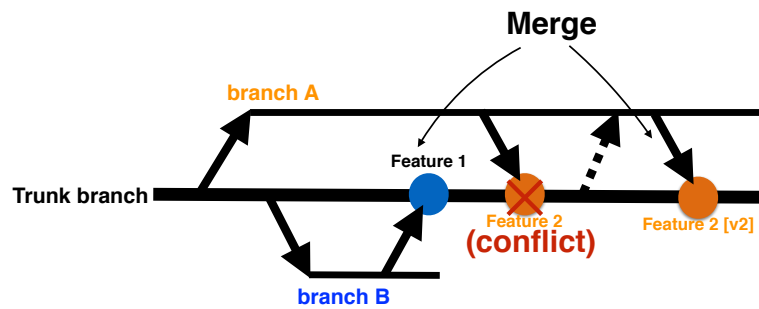 Merge
branch A
Feature 1
Trunk branch
Feature 2
(conflict)
Feature 2 [v2]
branch B